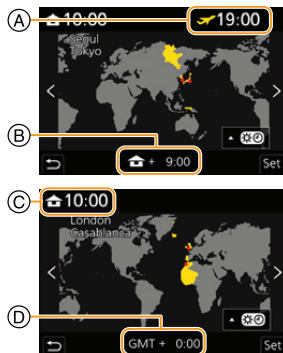 A
10:00
19:00
Seoul
Tokyo
B
+ 9:00
Set
C
10:00
London
Casablanca
D
GMT + 0:00
Set